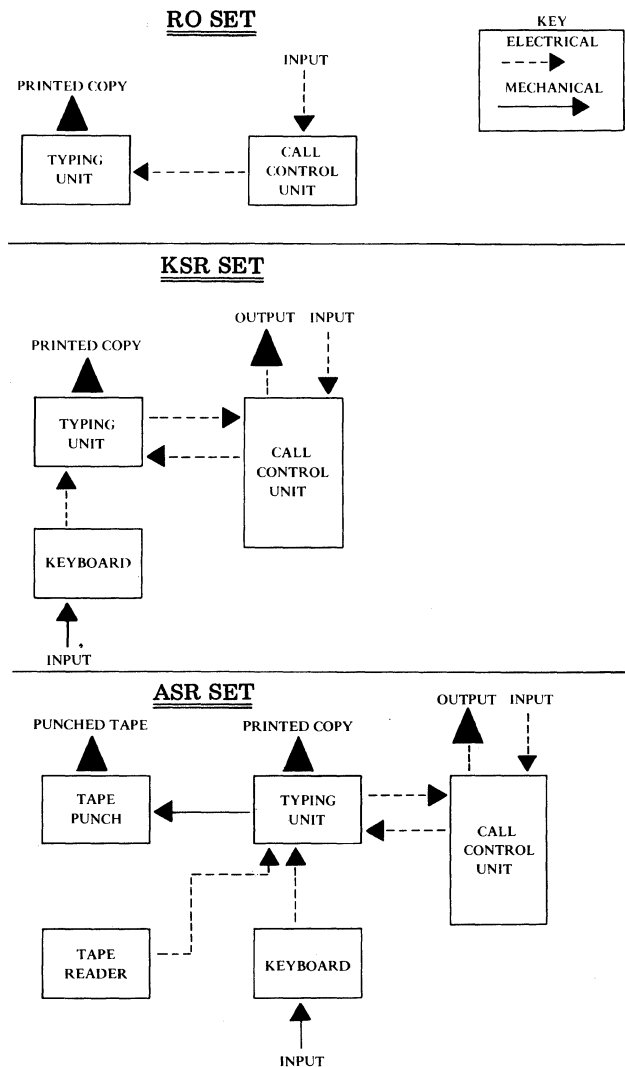 RO SET
KEY
ELECTRICAL
MECHANICAL
INPUT
PRINTED COPY
TYPING
UNIT
CALL
CONTROL
UNIT
KSR SET
OUTPUT
INPUT
PRINTED COPY
TYPING
UNIT
CALL
CONTROL
UNIT
KEYBOARD
INPUT
ASR SET
OUTPUT
INPUT
PUNCHED TAPE
PRINTED COPY
TAPE
PUNCH
TYPING
UNIT
CALL
CONTROL
UNIT
TAPE
READER
KEYBOARD
INPUT